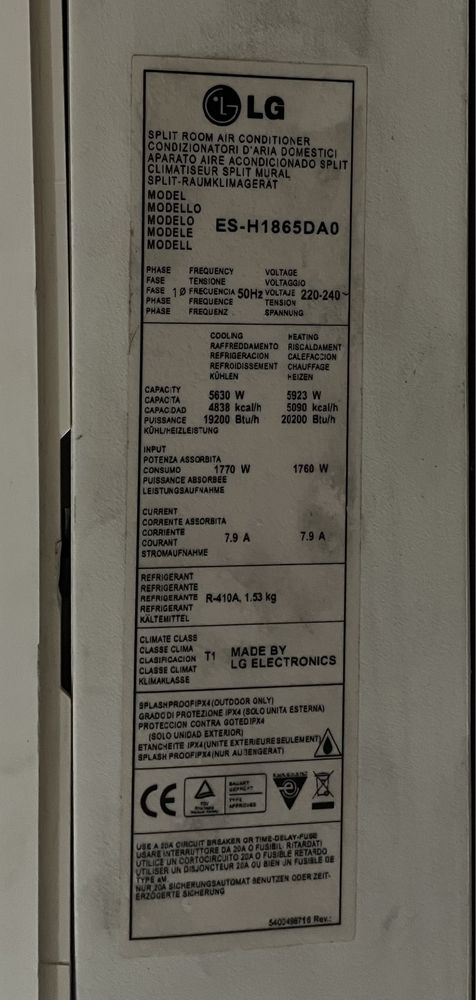 LG
SPLIT ROOM AIR CONDITIONER
CONDIZIONATORI D'ARIA DOMESTICI
APARATO AIRE ACONDICIONADO SPLIT
CLIMATISEUR SPLIT MURAL
SPLIT-RAUMKLIMAGERÄT
MODEL
MODELLO
MODELO ES-H1865DA0
MODELE
MODELL
PHASE FREQUENCY VOLTAGE
FASE TENSIONE VOLTAGGIO
FASE 1Ø FRECUENCIA 50Hz VOLTAJE 220-240~
PHASE FREQUENCE TENSION
PHASE FREQUENZ SPANNUNG
COOLING HEATING
RAFFREDDAMENTO RISCALDAMENT
REFRIGERACION CALEFACCION
REFROIDISSEMENT CHAUFFAGE
KÜHLEN HEIZEN
CAPACITY 5630 W 5923 W
CAPACITA 4838 kcal/h 5090 kcal/h
CAPACIDAD 19200 Btu/h 20200 Btu/h
PUISSANCE
KÜHL/HEIZLEISTUNG
INPUT
POTENZA ASSORBITA
CONSUMO 1770 W 1760 W
PUISSANCE ABSORBEE
LEISTUNGSAUFNAHME
CURRENT
CORRENTE ASSORBITA
CORRIENTE 7.9 A 7.9 A
COURANT
STROMAUFNAHME
REFRIGERANT
REFRIGERANTE
REFRIGERANTE R-410A, 1.53 kg
REFRIGERANT
KÄLTEMITTEL
CLIMATE CLASS
CLASSE CLIMA MADE BY
CLASIFICACION T1 LG ELECTRONICS
CLASSE CLIMAT
KLIMAKLASSE
SPLASHPROOFIPX4(OUTDOOR ONLY)
GRADO DI PROTEZIONE IPX4 (SOLO UNITA ESTERNA)
PROTECCION CONTRA GOTEO IPX4
(SOLO UNIDAD EXTERIOR)
ETANCHEITE IPX4(UNITE EXTERIEURE SEULEMENT)
SPLASH PROOFIPX4(NUR AUßENGERAT)
CE
BAUART
GEPRÜFT
TYPE
APPROVED
USE A 20A CIRCUIT BREAKER OR TIME-DELAY-FUSE
USARE INTERRUTTORE DA 20A O FUSIBIL RITARDATI
UTILICE UN CORTOCIRCUITO 20A O FUSIBLE RETARDO
UTILISER UN DISJONCTEUR 20A OU BIEN UN FUSIBLE DE
TYPE aM
NUR 20A SICHERUNGSAUTOMAT BENUTZEN ODER ZEIT-
ERZÖGERTE SICHERUNG
5400498716 Rev.: